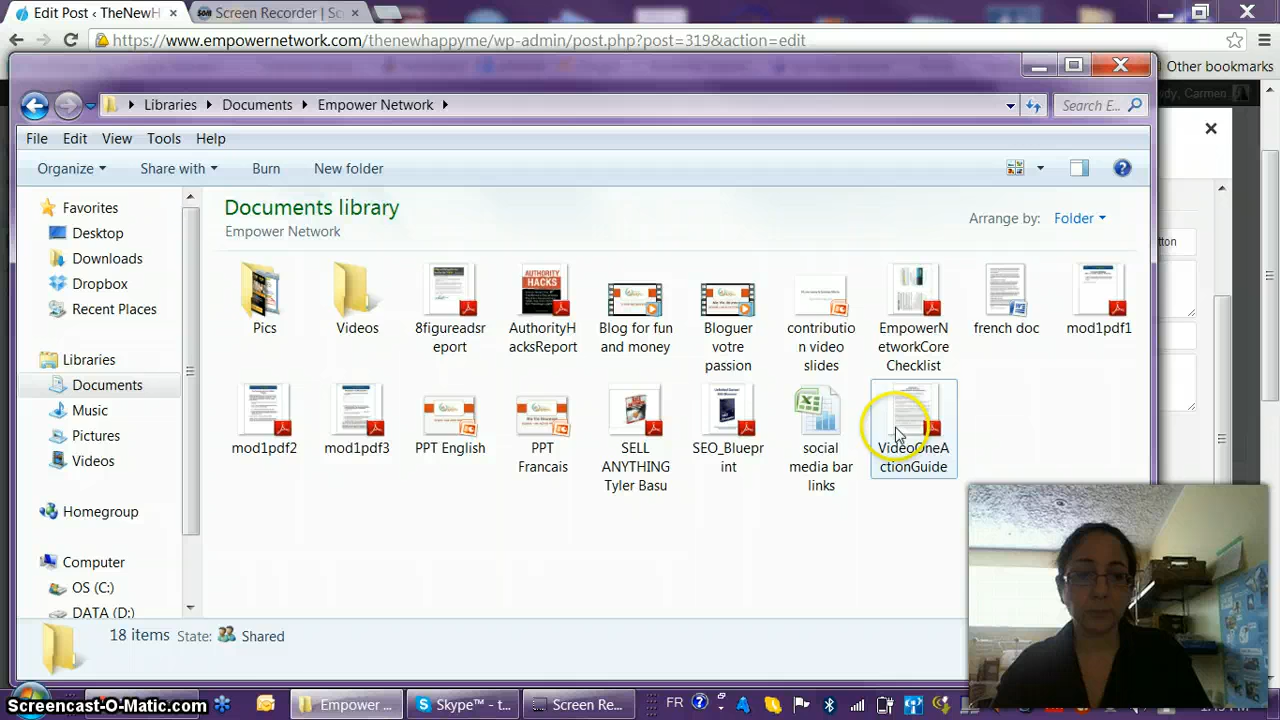 Edit Post ‹ TheNewH
Screen Recorder | Sc
https://www.empowernetwork.com/thenewhappyme/wp-admin/post.php?post=319&action=edit
Other bookmarks
Libraries Documents Empower Network
Search E...
dy, Carmen
File Edit View Tools Help
Organize Share with Burn New folder
Documents library
Empower Network
Arrange by: Folder
tton
Favorites
Desktop
Downloads
Dropbox
Recent Places
Libraries
Documents
Music
Pictures
Videos
Homegroup
Computer
OS (C:)
DATA (D:)
Pics
Videos
8figureadsr
eport
AUTHORITY
HACKS
AuthorityH
acksReport
Blog for fun
and money
Bloguer
votre
passion
contributio
n video
slides
EmpowerN
etworkCore
Checklist
french doc
mod1pdf1
mod1pdf2
mod1pdf3
PPT English
PPT
Francais
SELL
ANYTHING
Tyler Basu
SEO_Bluepr
int
social
media bar
links
VideoOneA
ctionGuide
18 items State: Shared
Screencast-O-Matic.com
Empower ...
Skype™ - t...
Screen Re...
FR